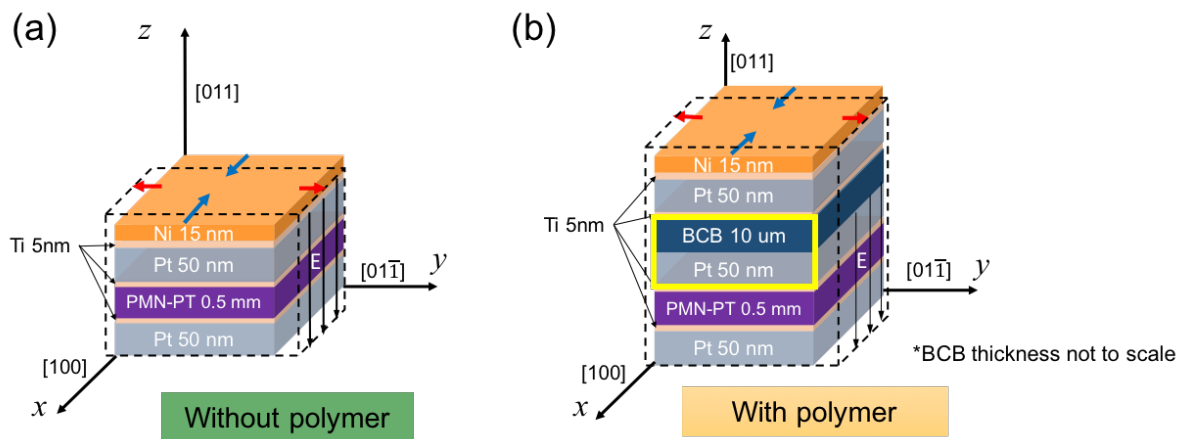 (a)
z
[011]
Ni 15 nm
Ti 5nm
Pt 50 nm
E
[011̅]
y
PMN-PT 0.5 mm
Pt 50 nm
[100]
x
Without polymer
(b)
z
[011]
Ni 15 nm
Pt 50 nm
Ti 5nm
BCB 10 um
E
Pt 50 nm
[011̅]
y
PMN-PT 0.5 mm
Pt 50 nm
*BCB thickness not to scale
[100]
x
With polymer